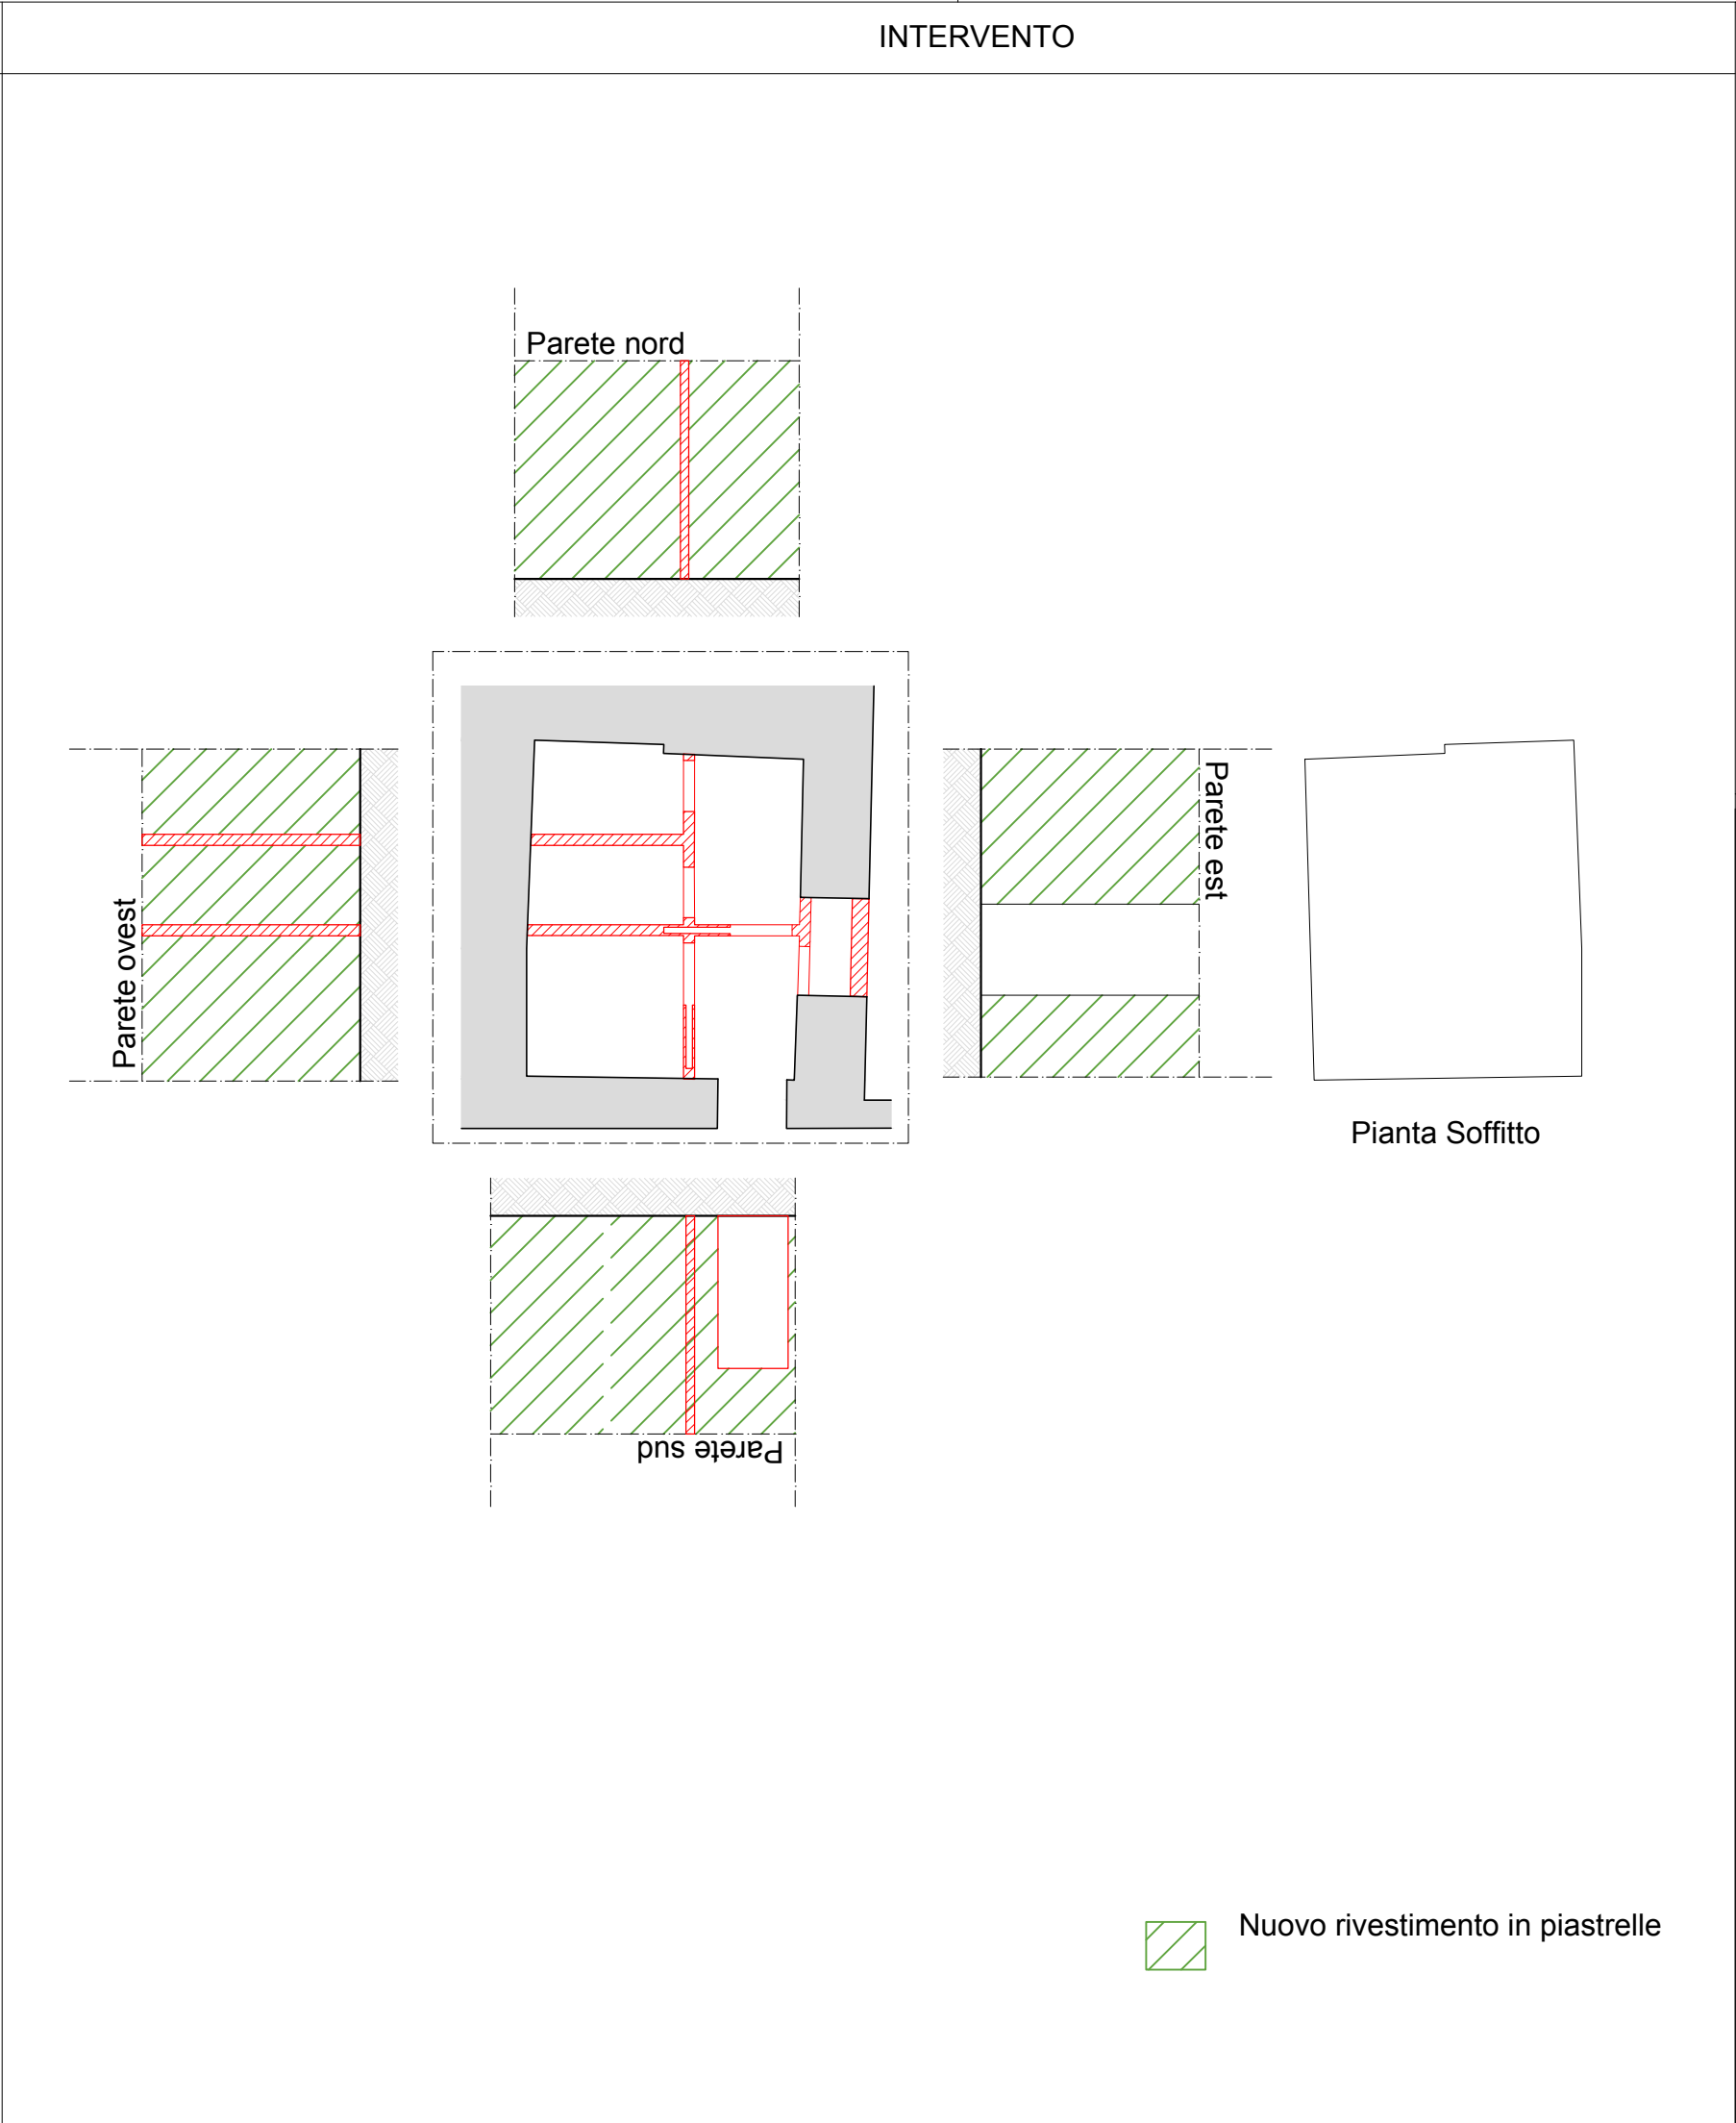 INTERVENTO
Parete nord
Parete ovest
Parete est
Pianta Soffitto
Parete sud
Nuovo rivestimento in piastrelle